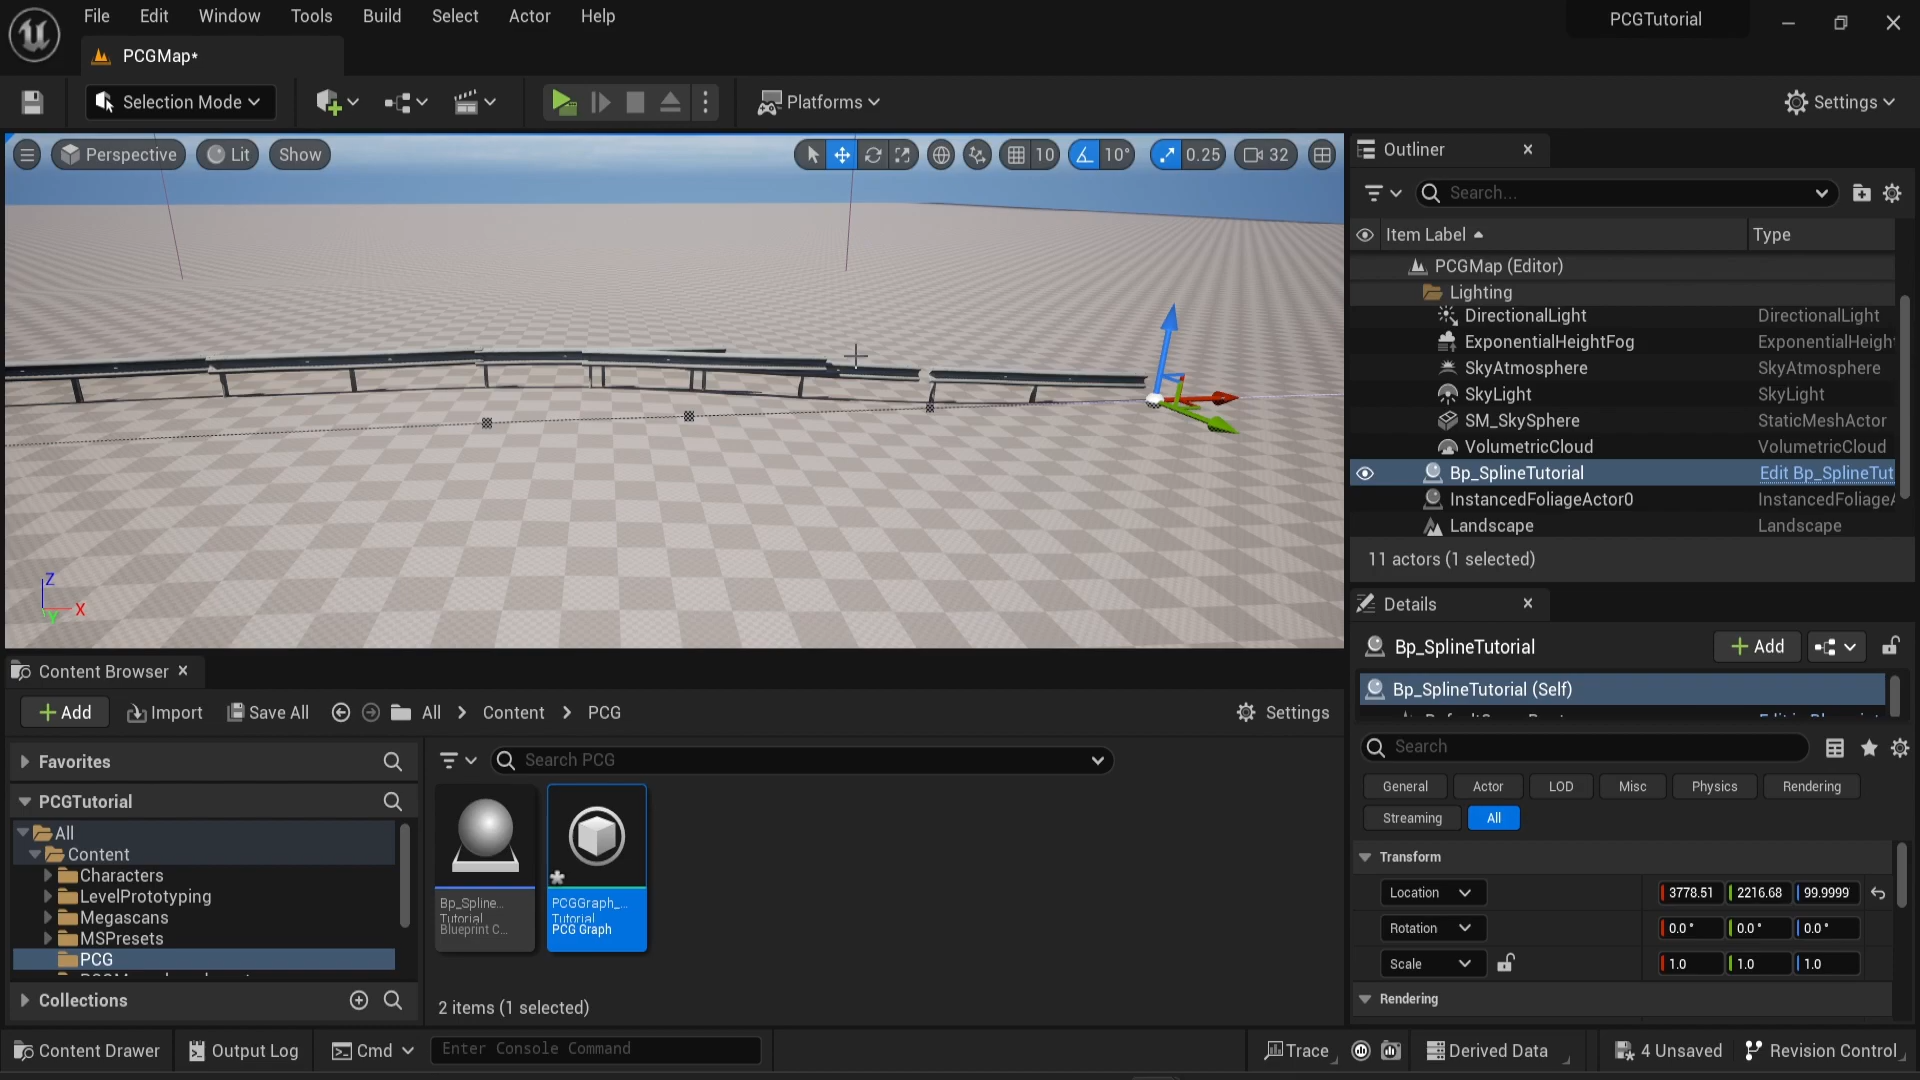 File Edit Window Tools Build Select Actor Help
PCGTutorial
PCGMap*
Selection Mode
Platforms
Settings
Perspective Lit Show
10 10° 0.25 32
Z
X
Y
Outliner
Search...
Item Label Type
PCGMap (Editor)
Lighting
DirectionalLight DirectionalLight
ExponentialHeightFog ExponentialHeigh
SkyAtmosphere SkyAtmosphere
SkyLight SkyLight
SM_SkySphere StaticMeshActor
VolumetricCloud VolumetricCloud
Bp_SplineTutorial Edit Bp_SplineTut
InstancedFoliageActor0 InstancedFoliageA
Landscape Landscape
11 actors (1 selected)
Details
Bp_SplineTutorial
Add
Bp_SplineTutorial (Self)
Search
General Actor LOD Misc Physics Rendering
Streaming All
Transform
Location 3778.51 2216.68 99.9999
Rotation 0.0° 0.0° 0.0°
Scale 1.0 1.0 1.0
Rendering
Content Browser
Add Import Save All All Content PCG Settings
Favorites
PCGTutorial
All
Content
Characters
LevelPrototyping
Megascans
MSPresets
PCG
Collections
Search PCG
Bp_Spline...
Tutorial
Blueprint C...
PCGGraph_...
Tutorial
PCG Graph
2 items (1 selected)
Content Drawer Output Log Cmd Enter Console Command Trace Derived Data 4 Unsaved Revision Control